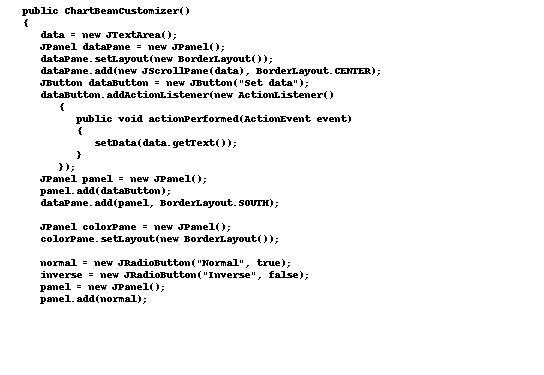 public ChartBeanCustomizer()
{
data = new JTextArea();
JPanel dataPane = new JPanel();
dataPane.setLayout(new BorderLayout());
dataPane.add(new JScrollPane(data), BorderLayout.CENTER);
JButton dataButton = new JButton("Set data");
dataButton.addActionListener(new ActionListener()
{
public void actionPerformed(ActionEvent event)
{
setData(data.getText());
}
});
JPanel panel = new JPanel();
panel.add(dataButton);
dataPane.add(panel, BorderLayout.SOUTH);
JPanel colorPane = new JPanel();
colorPane.setLayout(new BorderLayout());
normal = new JRadioButton("Normal", true);
inverse = new JRadioButton("Inverse", false);
panel = new JPanel();
panel.add(normal);